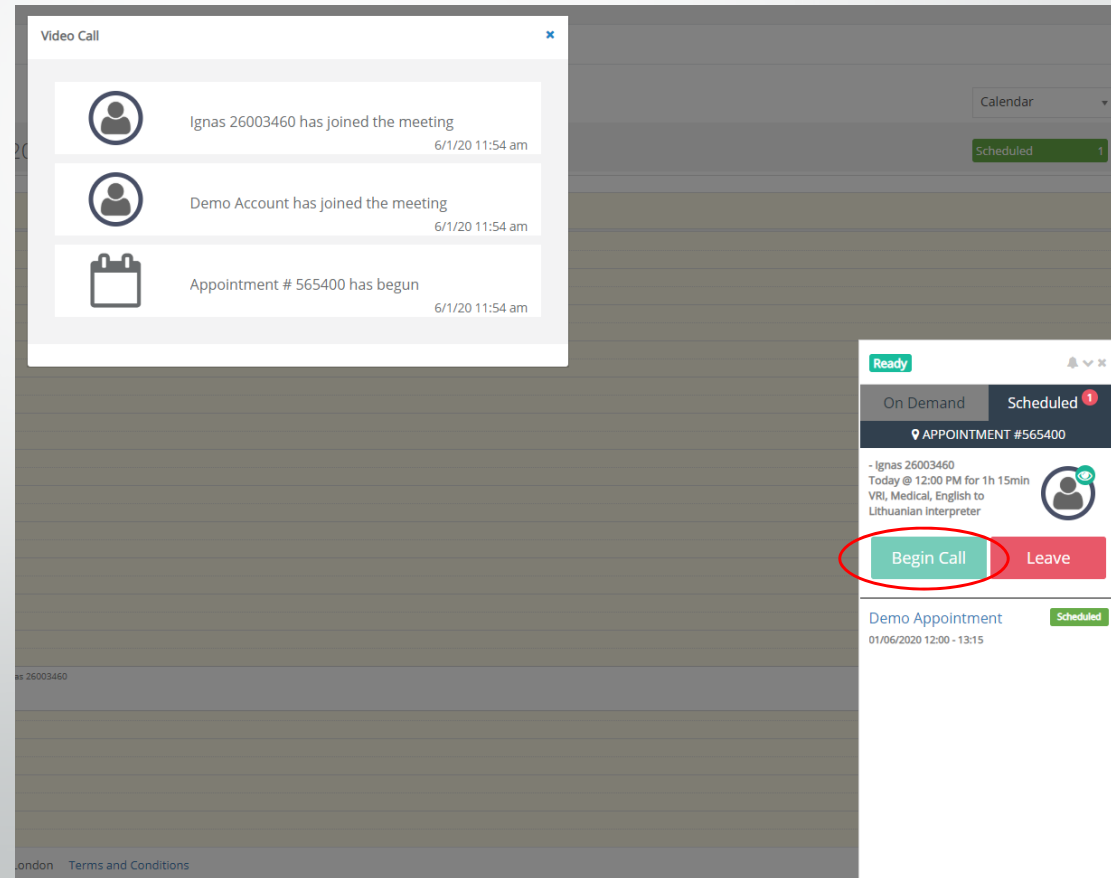 Video Call
Ignas 26003460 has joined the meeting
6/1/20 11:54 am
Demo Account has joined the meeting
6/1/20 11:54 am
Appointment # 565400 has begun
6/1/20 11:54 am
Calendar
Scheduled 1
Ready
On Demand Scheduled 1
APPOINTMENT #565400
- Ignas 26003460
Today @ 12:00 PM for 1h 15min
VRI, Medical, English to
Lithuanian interpreter
Begin Call Leave
Demo Appointment Scheduled
01/06/2020 12:00 - 13:15
26003460
Terms and Conditions